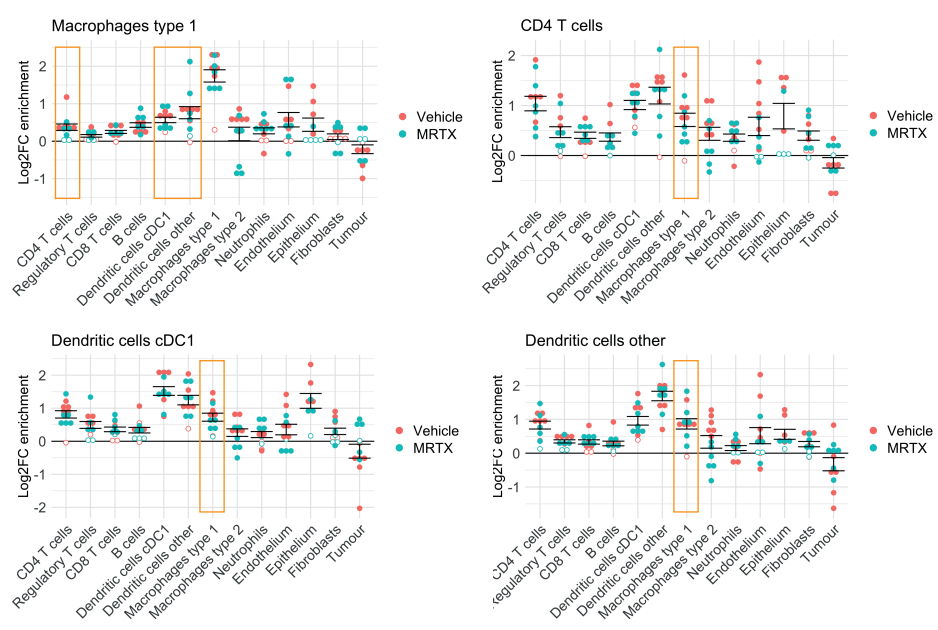 Macrophages type 1
Log2FC enrichment
2
1
0
-1
CD4 T cells
Regulatory T cells
CD8 T cells
B cells
Dendritic cells cDC1
Dendritic cells other
Macrophages type 1
Macrophages type 2
Neutrophils
Endothelium
Epithelium
Fibroblasts
Tumour
Vehicle
MRTX
CD4 T cells
Log2FC enrichment
2
1
0
CD4 T cells
Regulatory T cells
CD8 T cells
B cells
Dendritic cells cDC1
Dendritic cells other
Macrophages type 1
Macrophages type 2
Neutrophils
Endothelium
Epithelium
Fibroblasts
Tumour
Vehicle
MRTX
Dendritic cells cDC1
Log2FC enrichment
2
1
0
-1
-2
CD4 T cells
Regulatory T cells
CD8 T cells
B cells
Dendritic cells cDC1
Dendritic cells other
Macrophages type 1
Macrophages type 2
Neutrophils
Endothelium
Epithelium
Fibroblasts
Tumour
Vehicle
MRTX
Dendritic cells other
Log2FC enrichment
2
1
0
-1
CD4 T cells
egulatory T cells
CD8 T cells
B cells
Dendritic cells cDC1
Dendritic cells other
Macrophages type 1
Macrophages type 2
Neutrophils
Endothelium
Epithelium
Fibroblasts
Tumour
Vehicle
MRTX